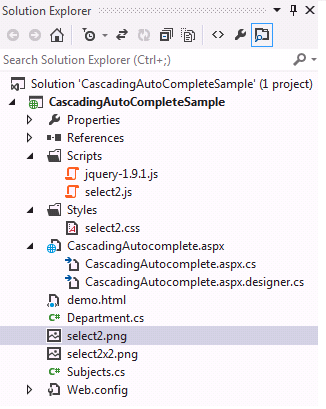 Solution Explorer
Search Solution Explorer (Ctrl+;)
Solution 'CascadingAutoCompleteSample' (1 project)
CascadingAutoCompleteSample
Properties
References
Scripts
jquery-1.9.1.js
select2.js
Styles
select2.css
CascadingAutocomplete.aspx
CascadingAutocomplete.aspx.cs
CascadingAutocomplete.aspx.designer.cs
demo.html
C# Department.cs
select2.png
select2x2.png
C# Subjects.cs
Web.config